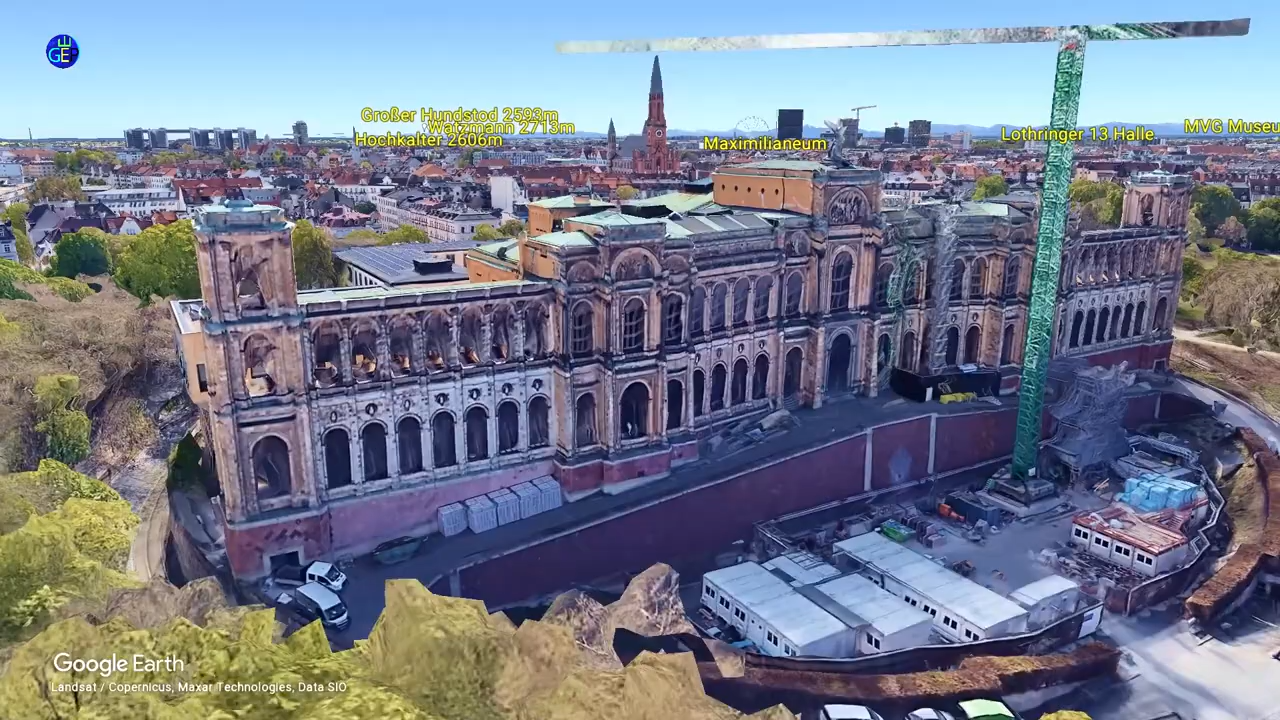 GEP
Großer Hundstod 2593m
Watzmann 2713m
Hochkalter 2606m
Maximilianeum
Lothringer 13 Halle
MVG Museu
Google Earth
Landsat / Copernicus, Maxar Technologies, Data SIO